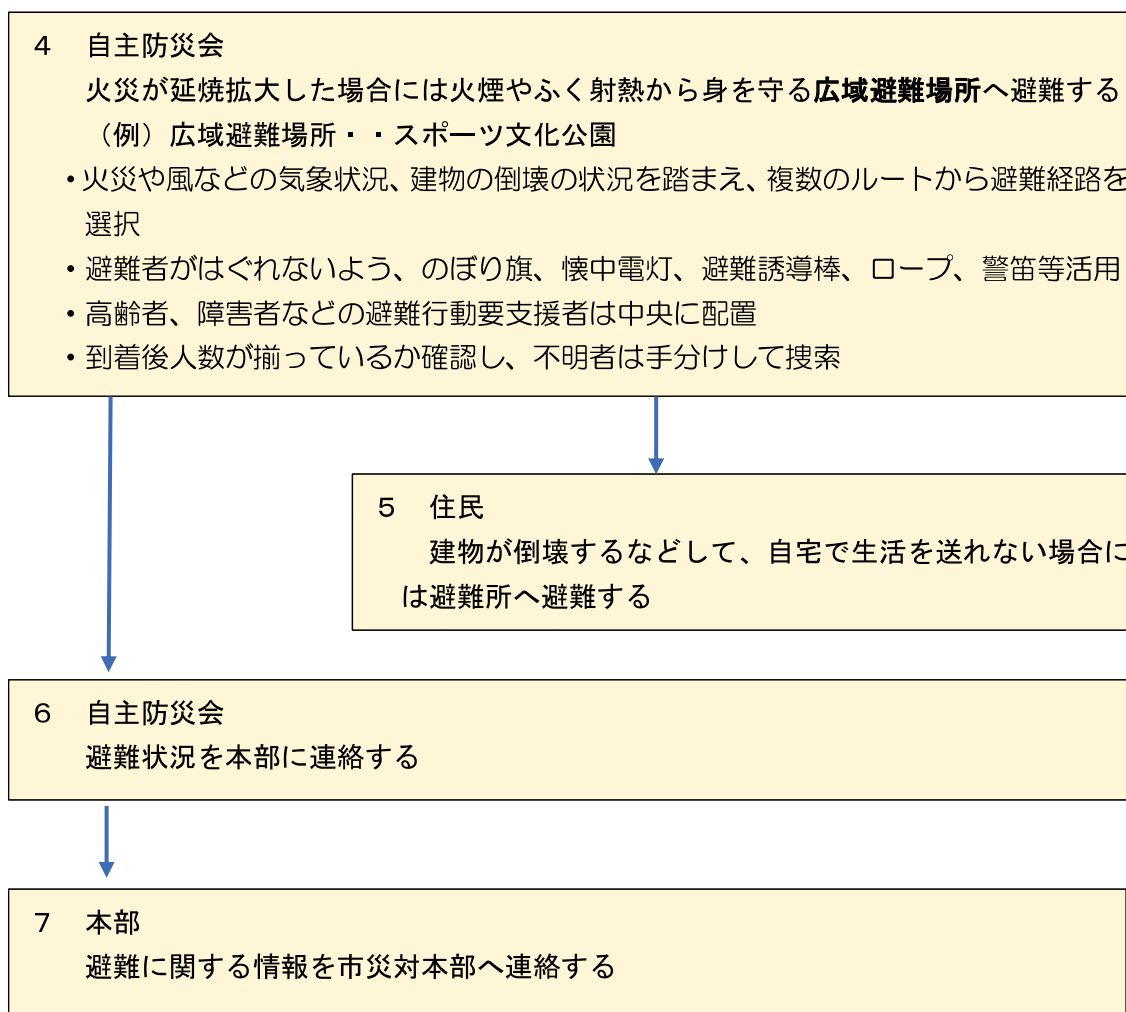 ４　自主防災会
火災が延焼拡大した場合には火煙やふく射熱から身を守る広域避難場所へ避難する
（例）広域避難場所・・スポーツ文化公園
・火災や風などの気象状況、建物の倒壊の状況を踏まえ、複数のルートから避難経路を
選択
・避難者がはぐれないよう、のぼり旗、懐中電灯、避難誘導棒、ロープ、警笛等活用
・高齢者、障害者などの避難行動要支援者は中央に配置
・到着後人数が揃っているか確認し、不明者は手分けして捜索
５　住民
建物が倒壊するなどして、自宅で生活を送れない場合に
は避難所へ避難する
６　自主防災会
避難状況を本部に連絡する
７　本部
避難に関する情報を市災対本部へ連絡する